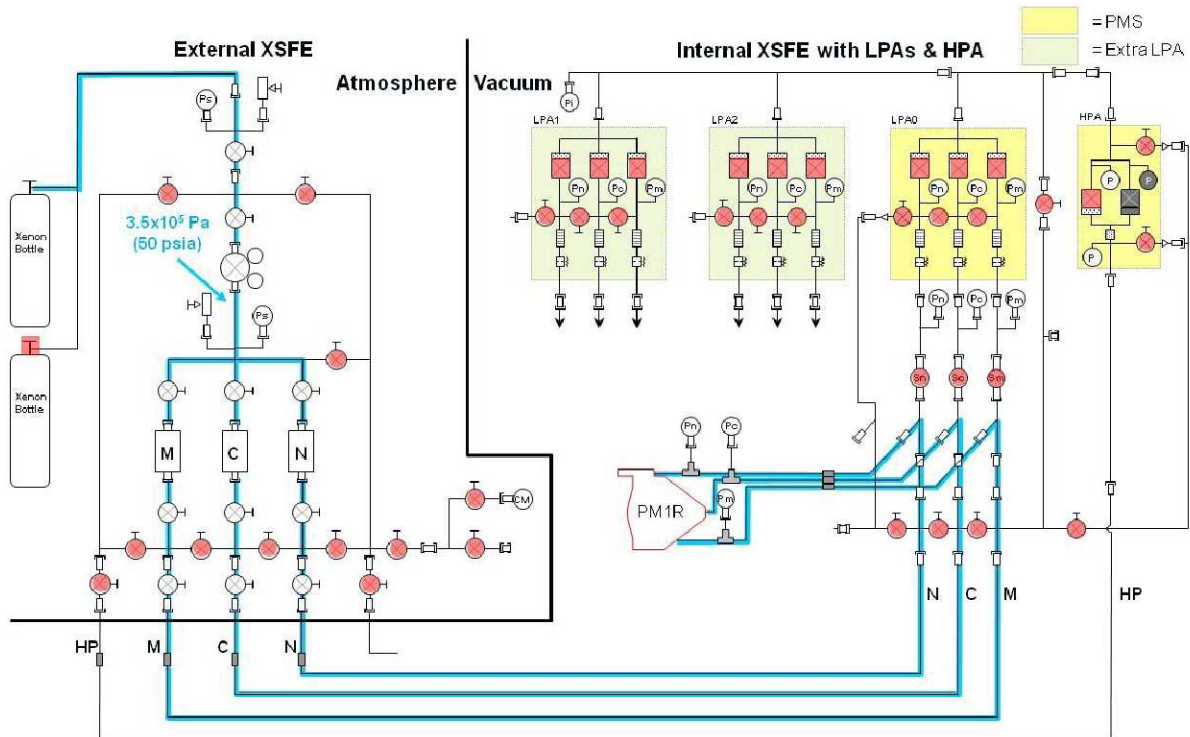 External XSFE
Atmosphere
Vacuum
Internal XSFE with LPAs & HPA
= PMS
= Extra LPA
Ps
Pi
LPA1
LPA2
LPA0
HPA
Pn
Pc
Pm
Pn
Pc
Pm
Pn
Pc
Pm
P
P
P
3.5x10⁵ Pa
(50 psia)
Xenon
Bottle
Ps
Pn
Pc
Pm
Xenon
Bottle
Sn
Sc
Sm
M
C
N
Pn
Pc
CM
PM1R
Pm
N
C
M
HP
HP
M
C
N